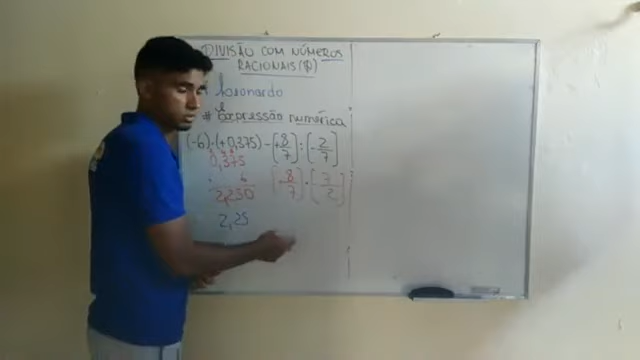 DIVISÃO COM NÚMEROS
RACIONAIS (Q)
Leonardo
# Expressão numérica
(-6)·(+0,375) - [+8/7] : [-2/7]
0,375
· 6
2,250 [+8/7] · [-7/2]
2,25